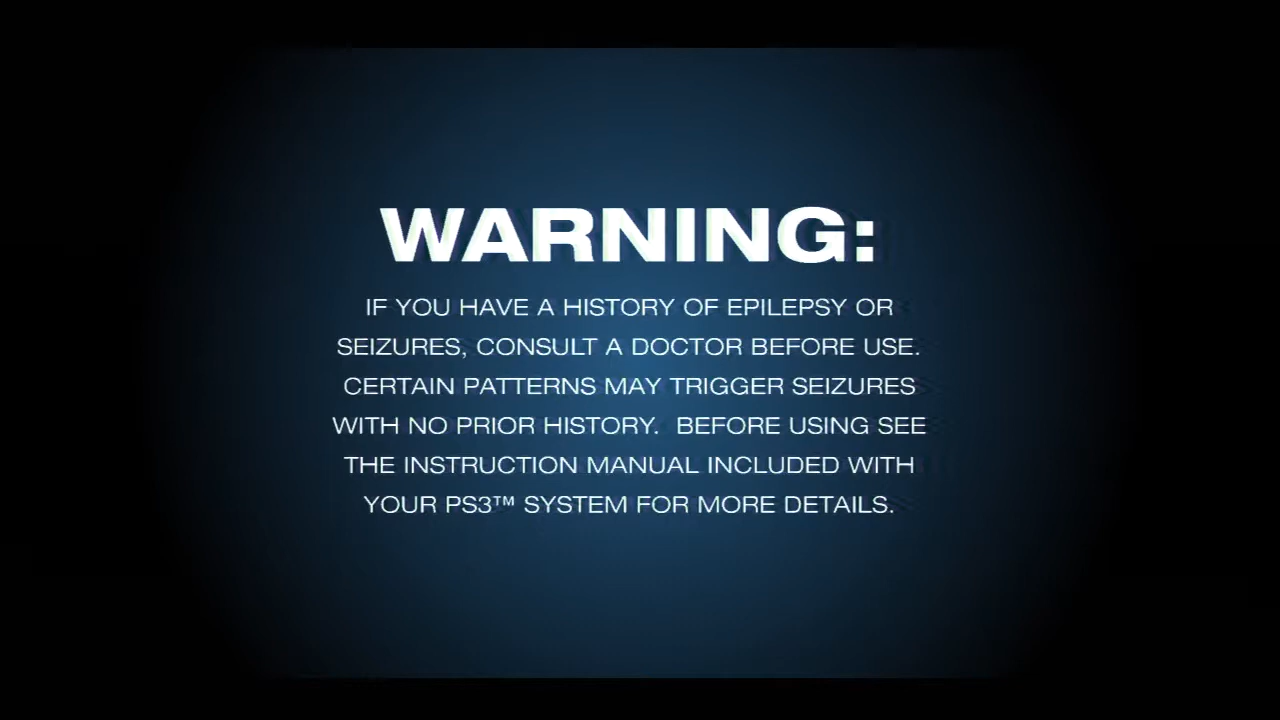 WARNING:
IF YOU HAVE A HISTORY OF EPILEPSY OR
SEIZURES, CONSULT A DOCTOR BEFORE USE.
CERTAIN PATTERNS MAY TRIGGER SEIZURES
WITH NO PRIOR HISTORY.  BEFORE USING SEE
THE INSTRUCTION MANUAL INCLUDED WITH
YOUR PS3™ SYSTEM FOR MORE DETAILS.